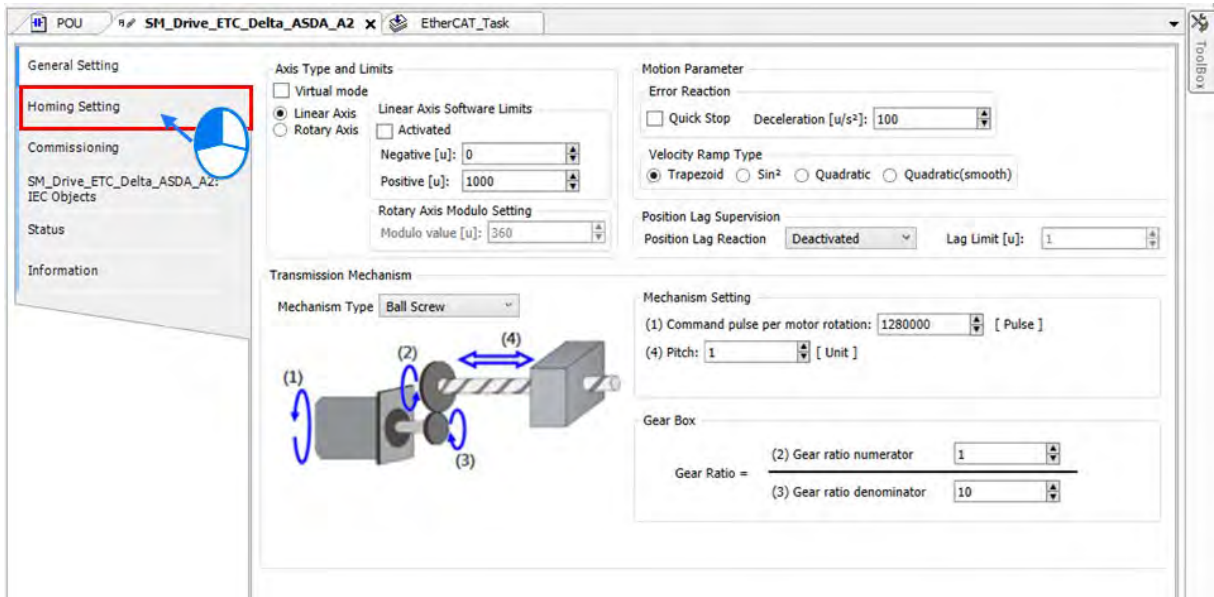 POU
SM_Drive_ETC_Delta_ASDA_A2 x
EtherCAT_Task
ToolBox
General Setting
Homing Setting
Commissioning
SM_Drive_ETC_Delta_ASDA_A2:
IEC Objects
Status
Information
Axis Type and Limits
Virtual mode
Linear Axis
Rotary Axis
Linear Axis Software Limits
Activated
Negative [u]: 0
Positive [u]: 1000
Rotary Axis Modulo Setting
Modulo value [u]: 360
Motion Parameter
Error Reaction
Quick Stop Deceleration [u/s²]: 100
Velocity Ramp Type
Trapezoid Sin² Quadratic Quadratic(smooth)
Position Lag Supervision
Position Lag Reaction Deactivated Lag Limit [u]: 1
Transmission Mechanism
Mechanism Type Ball Screw
(1)
(2)
(3)
(4)
Mechanism Setting
(1) Command pulse per motor rotation: 1280000 [ Pulse ]
(4) Pitch: 1 [ Unit ]
Gear Box
Gear Ratio =
(2) Gear ratio numerator 1
(3) Gear ratio denominator 10